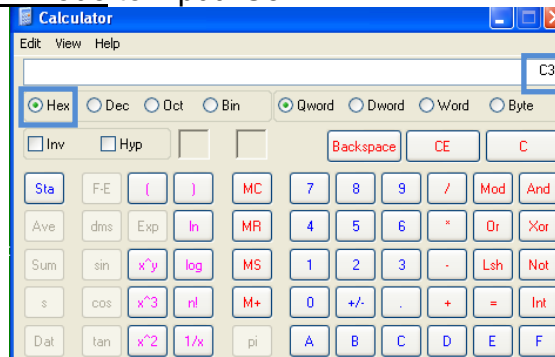 Calculator
Edit View Help
C3
Hex Dec Oct Bin Qword Dword Word Byte
Inv Hyp Backspace CE C
Sta F-E ( ) MC 7 8 9 / Mod And
Ave dms Exp ln MR 4 5 6 * Or Xor
Sum sin x^y log MS 1 2 3 - Lsh Not
s cos x^3 n! M+ 0 +/- . + = Int
Dat tan x^2 1/x pi A B C D E F